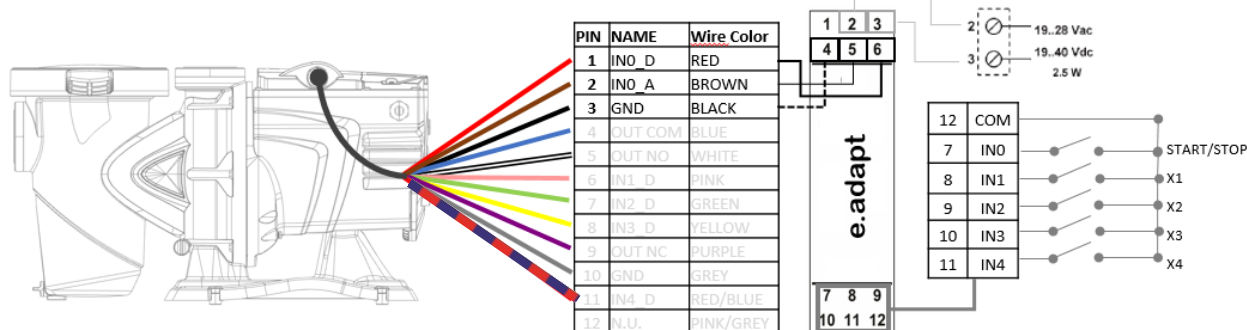 PIN NAME Wire Color
1 IN0_D RED
2 IN0_A BROWN
3 GND BLACK
4 OUT COM BLUE
5 OUT NO WHITE
6 IN1_D PINK
7 IN2_D GREEN
8 IN3_D YELLOW
9 OUT NC PURPLE
10 GND GREY
11 IN4_D RED/BLUE
12 N.U. PINK/GREY
1 2 3
4 5 6
e.adapt
7 8 9
10 11 12
2 19..28 Vac
3 19..40 Vdc
2.5 W
12 COM
7 IN0 START/STOP
8 IN1 X1
9 IN2 X2
10 IN3 X3
11 IN4 X4